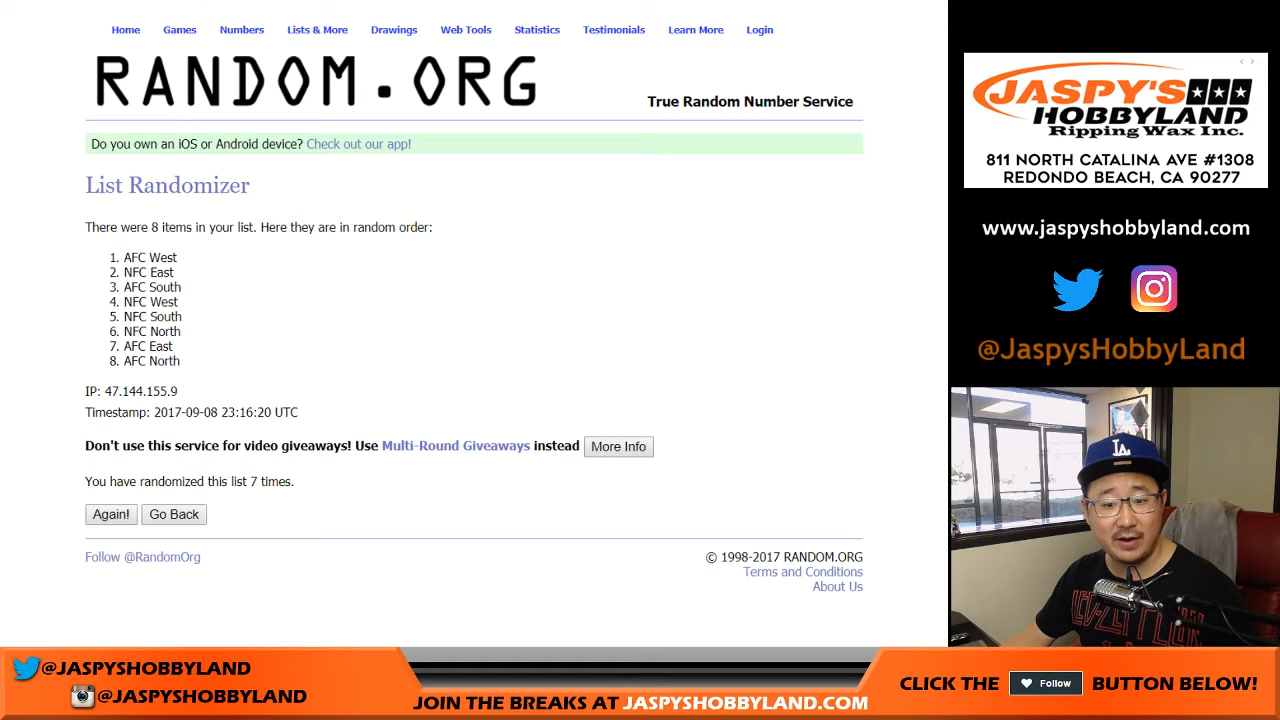 Home Games Numbers Lists & More Drawings Web Tools Statistics Testimonials Learn More Login
RANDOM.ORG
True Random Number Service
Do you own an iOS or Android device? Check out our app!
List Randomizer
There were 8 items in your list. Here they are in random order:
1. AFC West
2. NFC East
3. AFC South
4. NFC West
5. NFC South
6. NFC North
7. AFC East
8. AFC North
IP: 47.144.155.9
Timestamp: 2017-09-08 23:16:20 UTC
Don't use this service for video giveaways! Use Multi-Round Giveaways instead More Info
You have randomized this list 7 times.
Again! Go Back
Follow @RandomOrg
© 1998-2017 RANDOM.ORG
Terms and Conditions
About Us
JASPY'S
HOBBYLAND
Ripping Wax Inc.
811 NORTH CATALINA AVE #1308
REDONDO BEACH, CA 90277
www.jaspyshobbyland.com
@JaspysHobbyLand
LA
LED ZEPPELIN
@JASPYSHOBBYLAND
@JASPYSHOBBYLAND
JOIN THE BREAKS AT JASPYSHOBBYLAND.COM
CLICK THE Follow BUTTON BELOW!